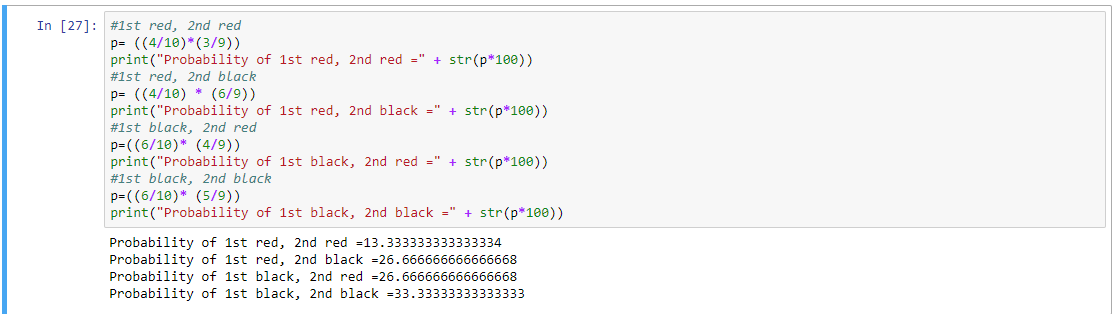 In [27]: #1st red, 2nd red
p= ((4/10)*(3/9))
print("Probability of 1st red, 2nd red =" + str(p*100))
#1st red, 2nd black
p= ((4/10) * (6/9))
print("Probability of 1st red, 2nd black =" + str(p*100))
#1st black, 2nd red
p=((6/10)* (4/9))
print("Probability of 1st black, 2nd red =" + str(p*100))
#1st black, 2nd black
p=((6/10)* (5/9))
print("Probability of 1st black, 2nd black =" + str(p*100))
Probability of 1st red, 2nd red =13.333333333333334
Probability of 1st red, 2nd black =26.666666666666668
Probability of 1st black, 2nd red =26.666666666666668
Probability of 1st black, 2nd black =33.33333333333333